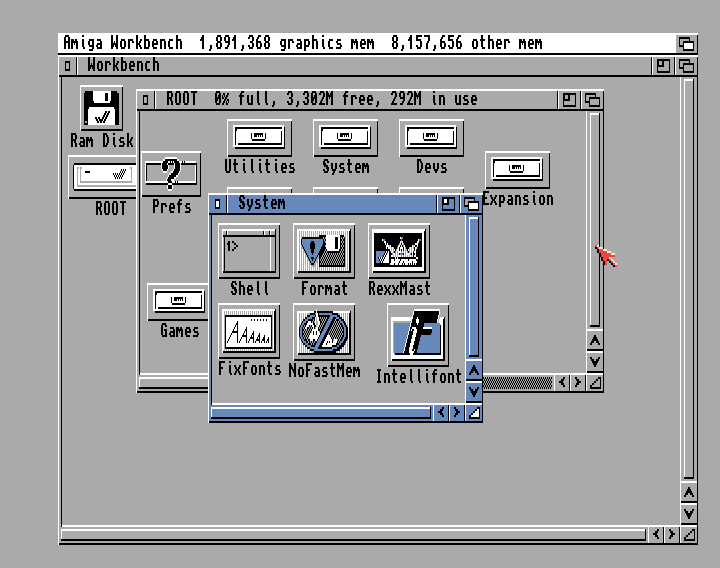 Amiga Workbench 1,891,368 graphics mem 8,157,656 other mem
Workbench
ROOT 0% full, 3,302M free, 292M in use
Ram Disk
ROOT
Prefs
Utilities
System
Devs
Expansion
Games
System
1>
Shell
Format
RexxMast
AAAAAA
FixFonts
NoFastMem
iF
Intellifont